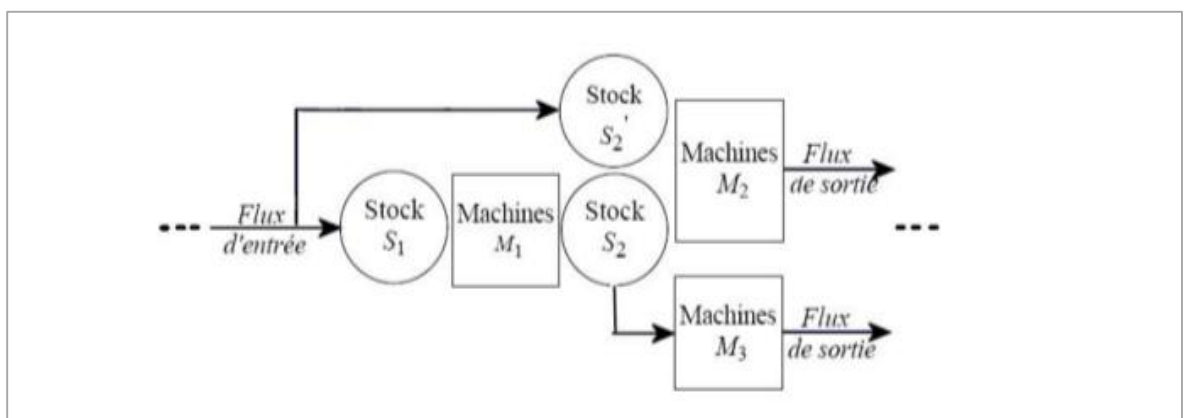 Stock
S₂'
Machines
M₂
Flux
de sortie
Flux
d'entrée
Stock
S₁
Machines
M₁
Stock
S₂
Machines
M₃
Flux
de sortie